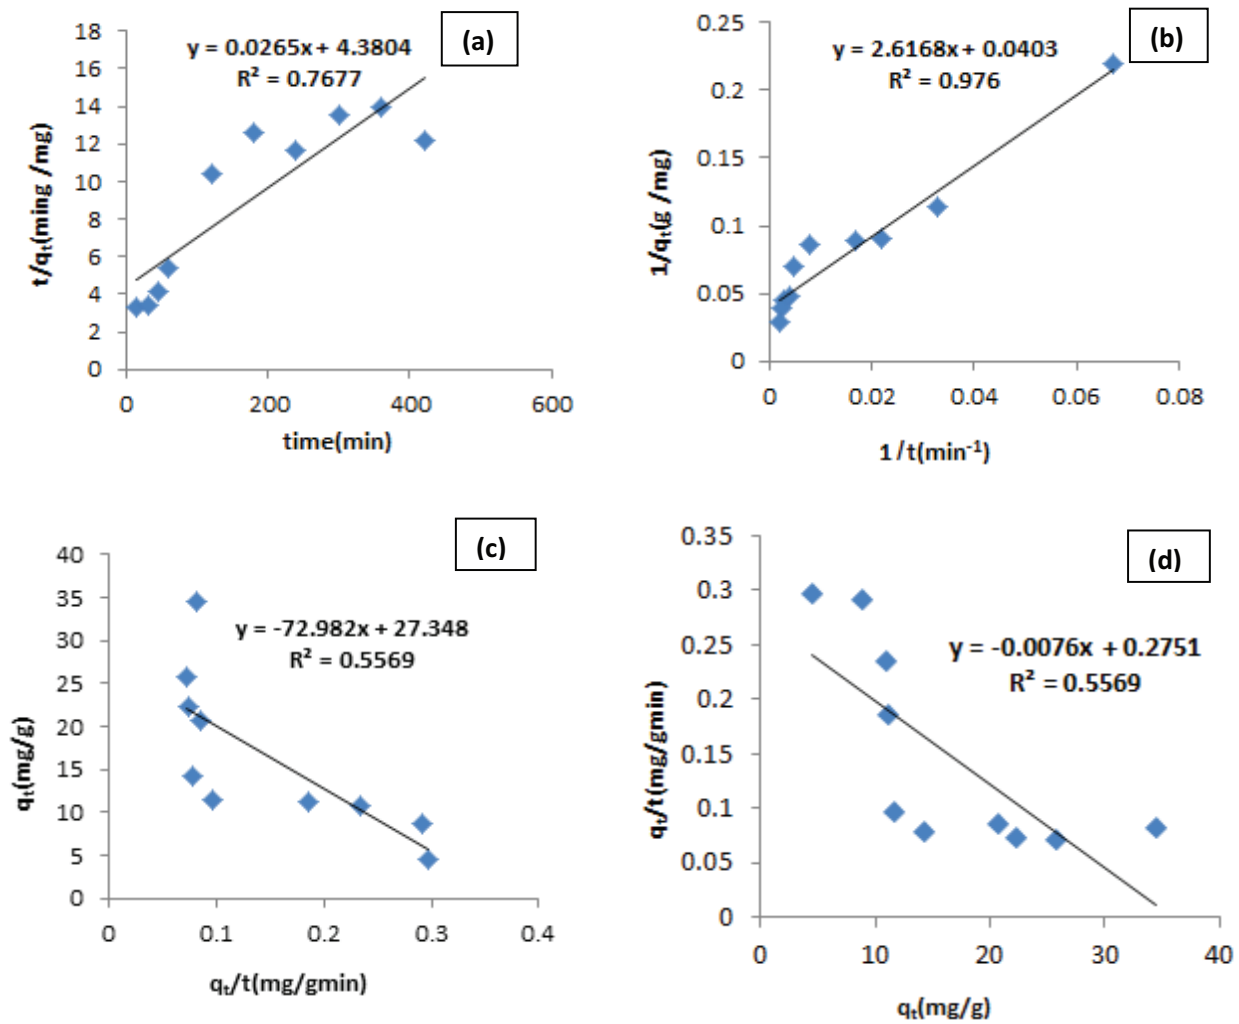 (a)
y = 0.0265x + 4.3804
R² = 0.7677
t/qₜ(ming /mg)
18
16
14
12
10
8
6
4
2
0
0 200 400 600
time(min)
(b)
y = 2.6168x + 0.0403
R² = 0.976
1/qₜ(g /mg)
0.25
0.2
0.15
0.1
0.05
0
0 0.02 0.04 0.06 0.08
1/t(min⁻¹)
(c)
y = -72.982x + 27.348
R² = 0.5569
qₜ(mg/g)
40
35
30
25
20
15
10
5
0
0 0.1 0.2 0.3 0.4
qₜ/t(mg/gmin)
(d)
y = -0.0076x + 0.2751
R² = 0.5569
qₜ/t(mg/gmin)
0.35
0.3
0.25
0.2
0.15
0.1
0.05
0
0 10 20 30 40
qₜ(mg/g)